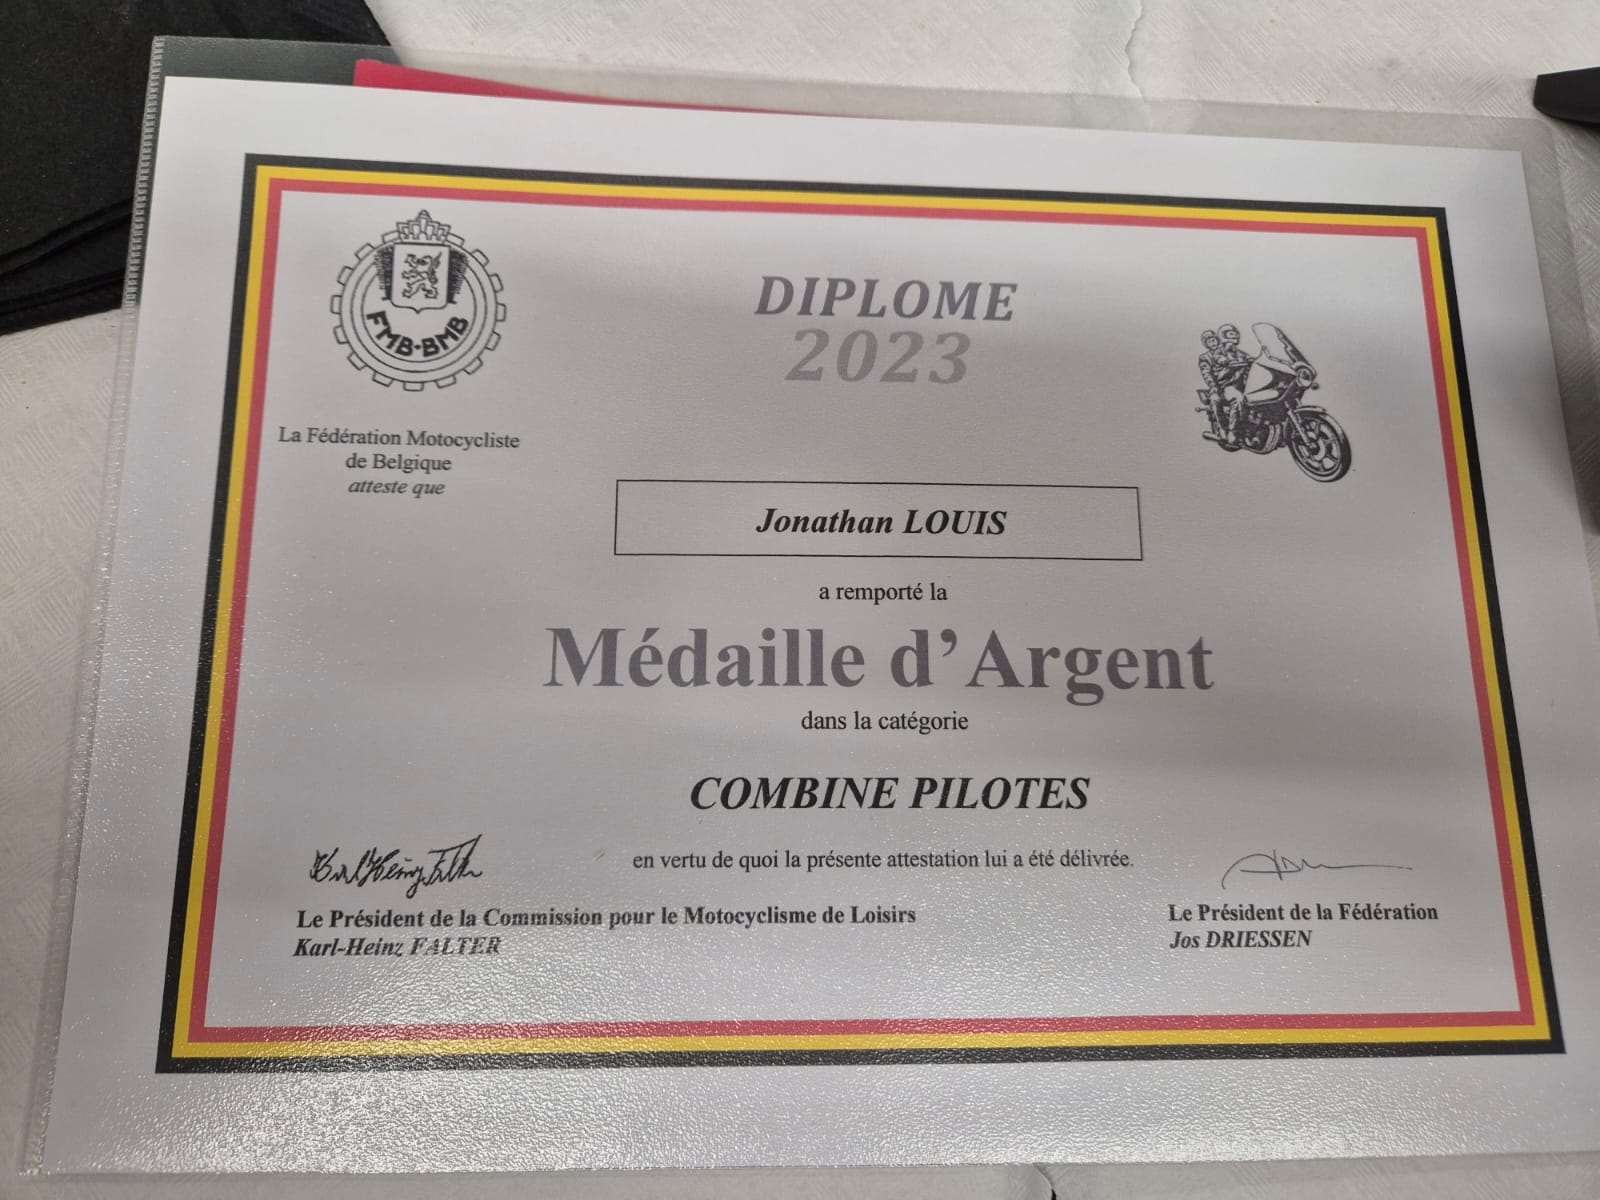 FMB·BMB
DIPLOME
2023
La Fédération Motocycliste
de Belgique
atteste que
Jonathan LOUIS
a remporté la
Médaille d'Argent
dans la catégorie
COMBINE PILOTES
en vertu de quoi la présente attestation lui a été délivrée.
Le Président de la Commission pour le Motocyclisme de Loisirs
Karl-Heinz FALTER
Le Président de la Fédération
Jos DRIESSEN